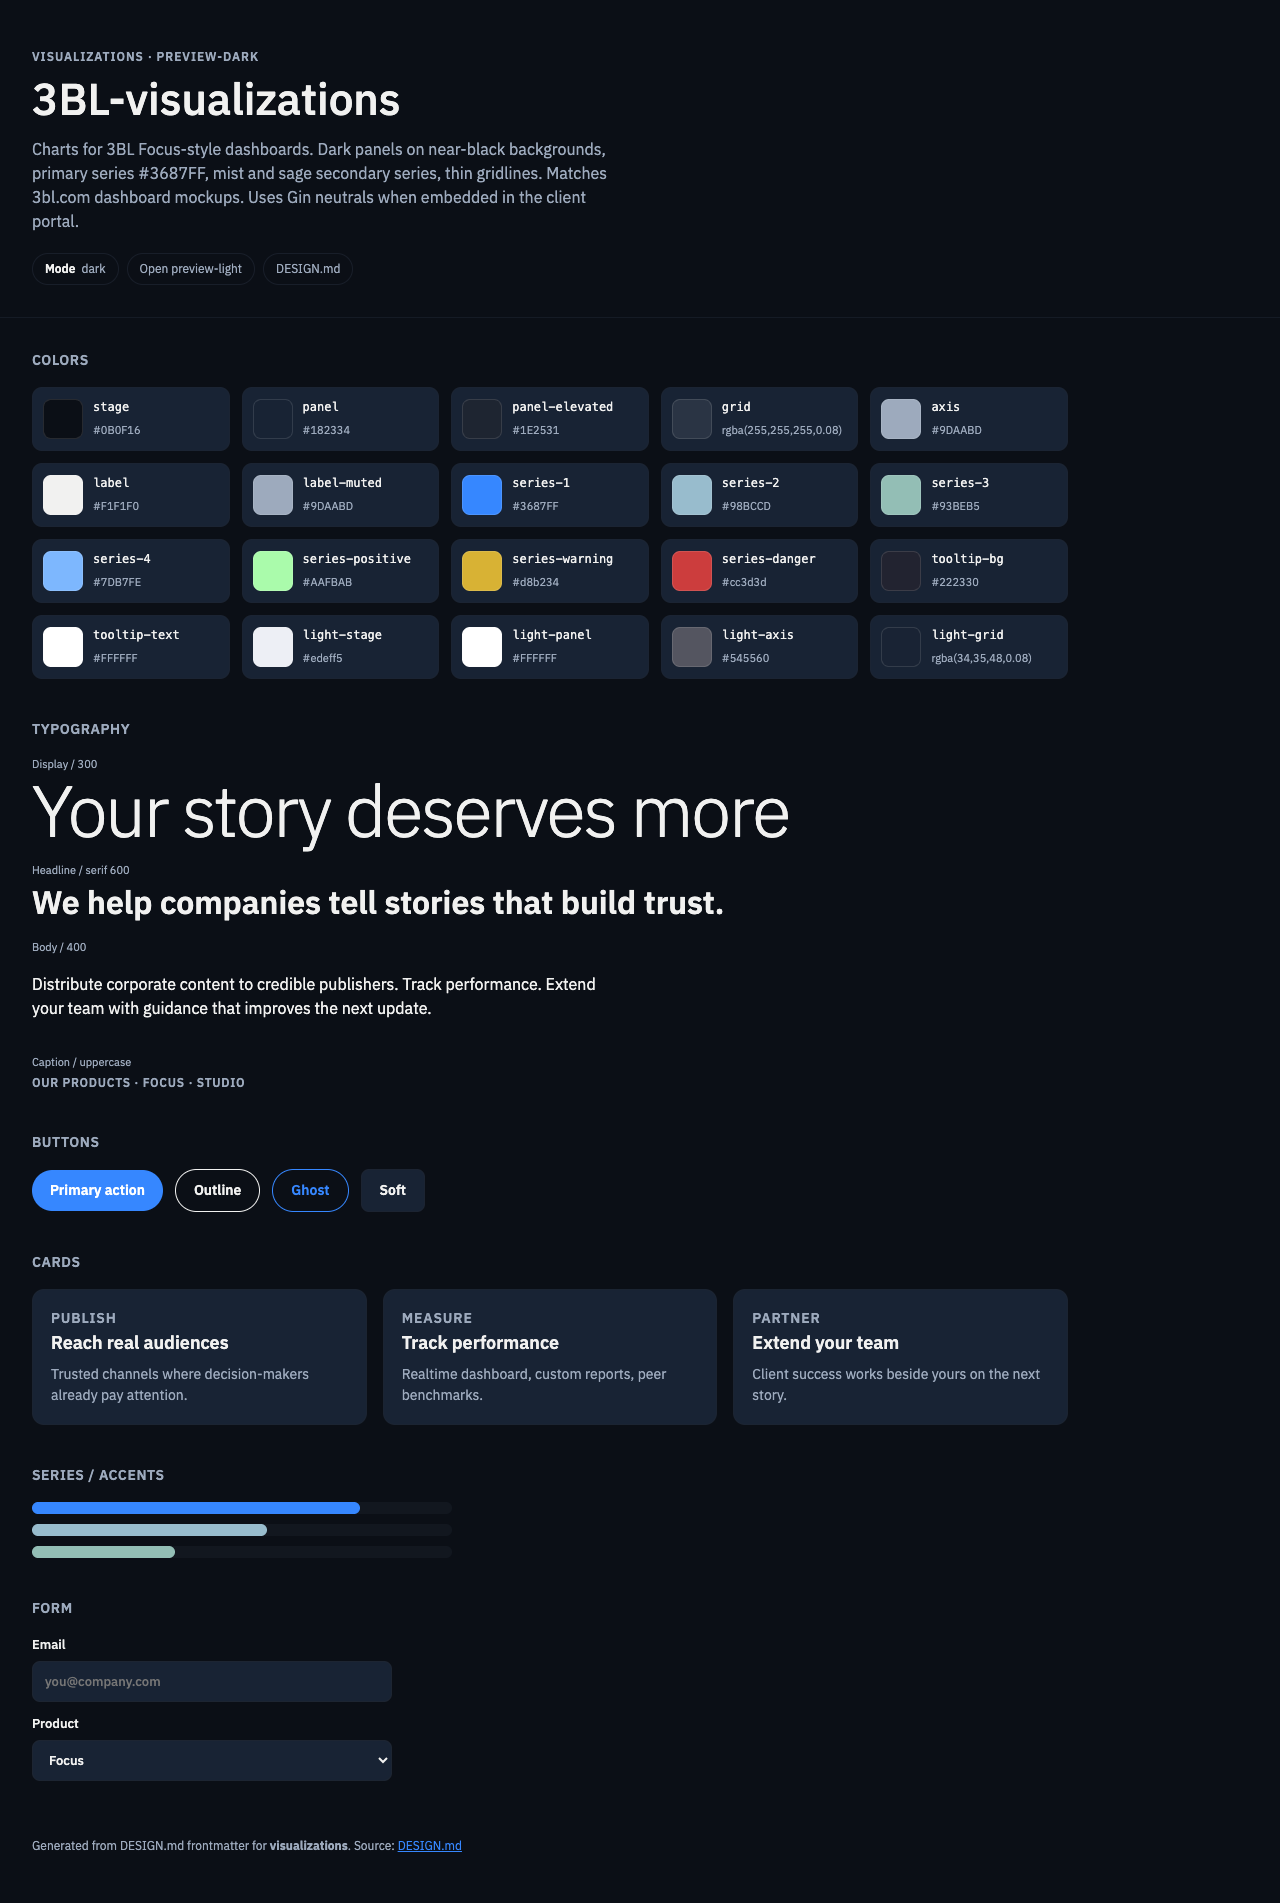 VISUALIZATIONS · PREVIEW-DARK
3BL-visualizations
Charts for 3BL Focus-style dashboards. Dark panels on near-black backgrounds,
primary series #3687FF, mist and sage secondary series, thin gridlines. Matches
3bl.com dashboard mockups. Uses Gin neutrals when embedded in the client
portal.
Mode dark
Open preview-light
DESIGN.md
COLORS
stage
#0B0F16
panel
#182334
panel-elevated
#1E2531
grid
rgba(255,255,255,0.08)
axis
#9DAABD
label
#F1F1F0
label-muted
#9DAABD
series-1
#3687FF
series-2
#98BCCD
series-3
#93BEB5
series-4
#7DB7FE
series-positive
#AAFBAB
series-warning
#d8b234
series-danger
#cc3d3d
tooltip-bg
#222330
tooltip-text
#FFFFFF
light-stage
#edeff5
light-panel
#FFFFFF
light-axis
#545560
light-grid
rgba(34,35,48,0.08)
TYPOGRAPHY
Display / 300
Your story deserves more
Headline / serif 600
We help companies tell stories that build trust.
Body / 400
Distribute corporate content to credible publishers. Track performance. Extend
your team with guidance that improves the next update.
Caption / uppercase
OUR PRODUCTS · FOCUS · STUDIO
BUTTONS
Primary action
Outline
Ghost
Soft
CARDS
PUBLISH
Reach real audiences
Trusted channels where decision-makers
already pay attention.
MEASURE
Track performance
Realtime dashboard, custom reports, peer
benchmarks.
PARTNER
Extend your team
Client success works beside yours on the next
story.
SERIES / ACCENTS
FORM
Email
you@company.com
Product
Focus
Generated from DESIGN.md frontmatter for visualizations. Source: DESIGN.md